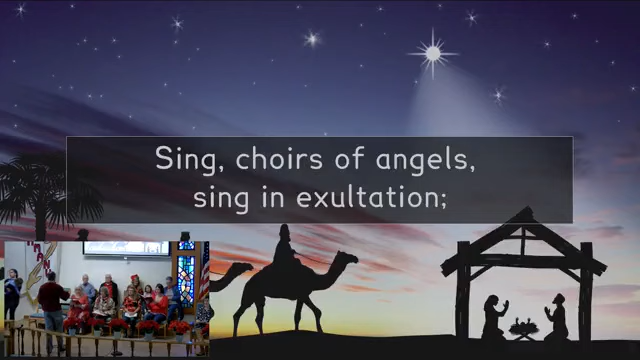 Sing, choirs of angels,
sing in exultation;